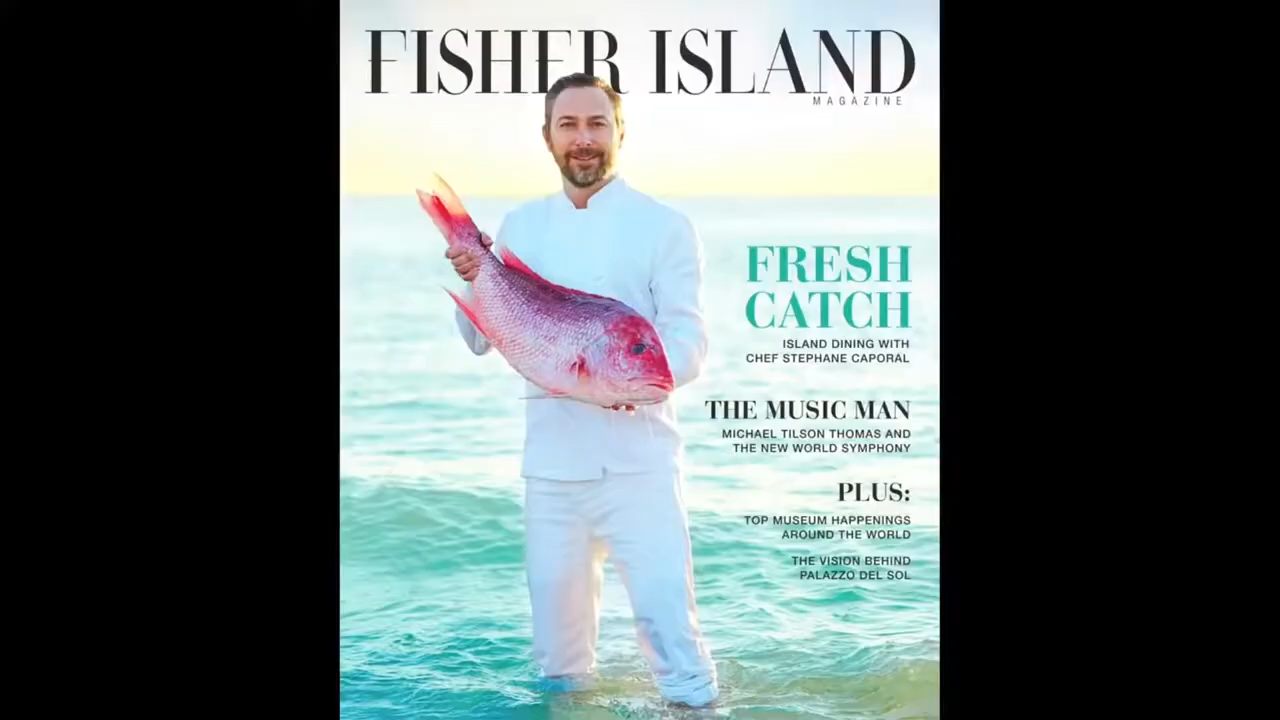 FISHER ISLAND
MAGAZINE
FRESH
CATCH
ISLAND DINING WITH
CHEF STEPHANE CAPORAL
THE MUSIC MAN
MICHAEL TILSON THOMAS AND
THE NEW WORLD SYMPHONY
PLUS:
TOP MUSEUM HAPPENINGS
AROUND THE WORLD
THE VISION BEHIND
PALAZZO DEL SOL